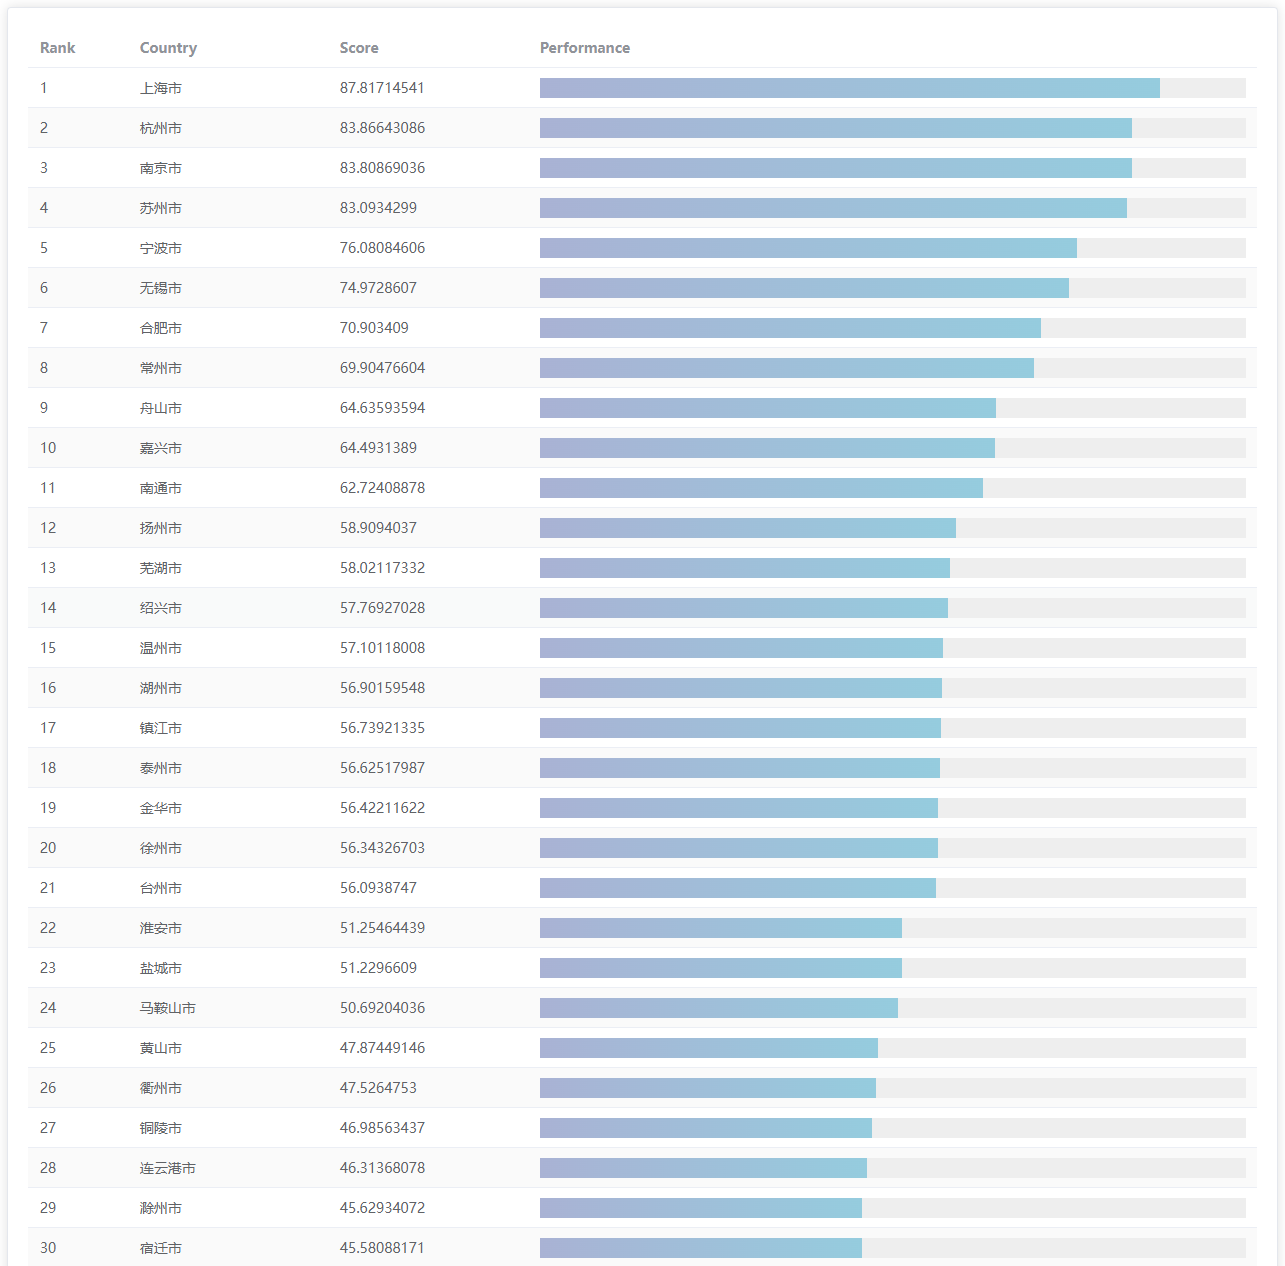 Rank Country Score Performance
1 上海市 87.81714541
2 杭州市 83.86643086
3 南京市 83.80869036
4 苏州市 83.0934299
5 宁波市 76.08084606
6 无锡市 74.9728607
7 合肥市 70.903409
8 常州市 69.90476604
9 舟山市 64.63593594
10 嘉兴市 64.4931389
11 南通市 62.72408878
12 扬州市 58.9094037
13 芜湖市 58.02117332
14 绍兴市 57.76927028
15 温州市 57.10118008
16 湖州市 56.90159548
17 镇江市 56.73921335
18 泰州市 56.62517987
19 金华市 56.42211622
20 徐州市 56.34326703
21 台州市 56.0938747
22 淮安市 51.25464439
23 盐城市 51.2296609
24 马鞍山市 50.69204036
25 黄山市 47.87449146
26 衢州市 47.5264753
27 铜陵市 46.98563437
28 连云港市 46.31368078
29 滁州市 45.62934072
30 宿迁市 45.58088171